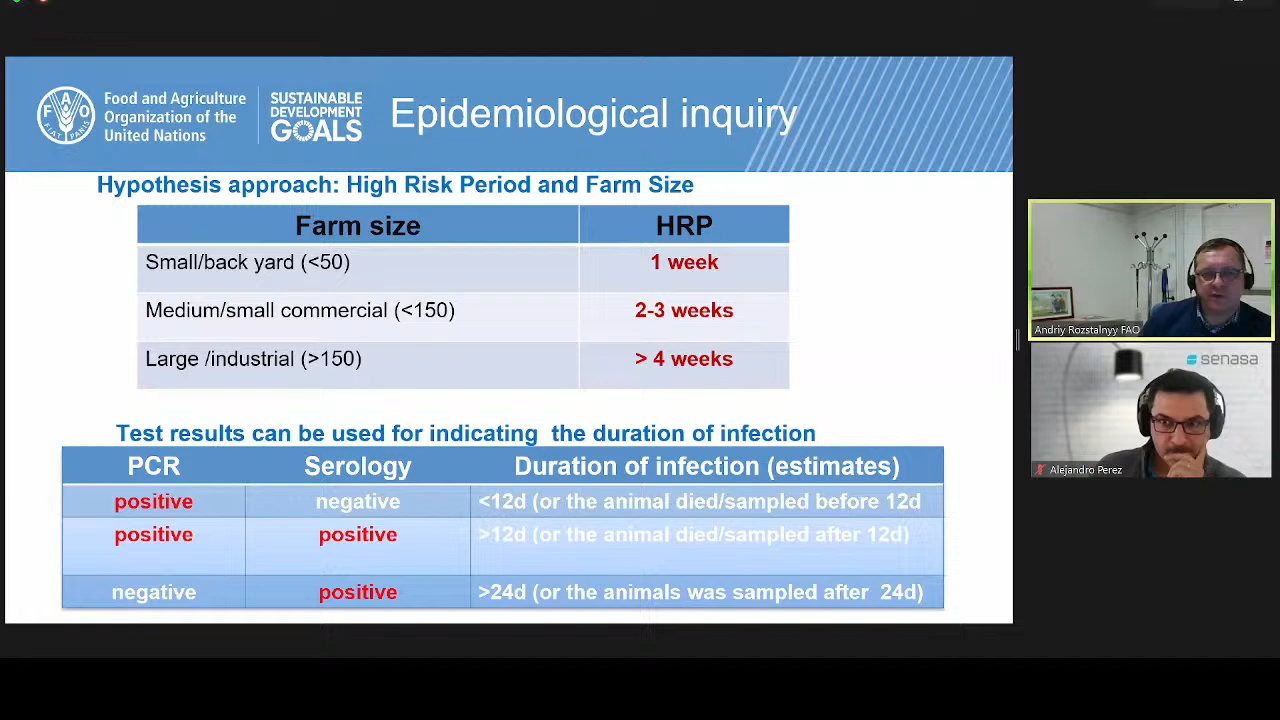 Food and Agriculture
Organization of the
United Nations
F A O
FIAT PANIS
SUSTAINABLE
DEVELOPMENT
GOALS
Epidemiological inquiry
Hypothesis approach: High Risk Period and Farm Size
Farm size HRP
Small/back yard (<50) 1 week
Medium/small commercial (<150) 2-3 weeks
Large /industrial (>150) > 4 weeks
Test results can be used for indicating the duration of infection
PCR Serology Duration of infection (estimates)
positive negative <12d (or the animal died/sampled before 12d
positive positive >12d (or the animal died/sampled after 12d)
negative positive >24d (or the animals was sampled after 24d)
Andriy Rozstalnyy FAO
senasa
Alejandro Perez